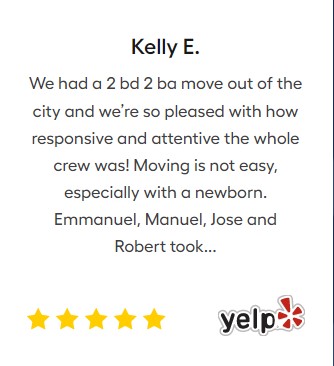 Kelly E.
We had a 2 bd 2 ba move out of the
city and we’re so pleased with how
responsive and attentive the whole
crew was! Moving is not easy,
especially with a newborn.
Emmanuel, Manuel, Jose and
Robert took...
yelp